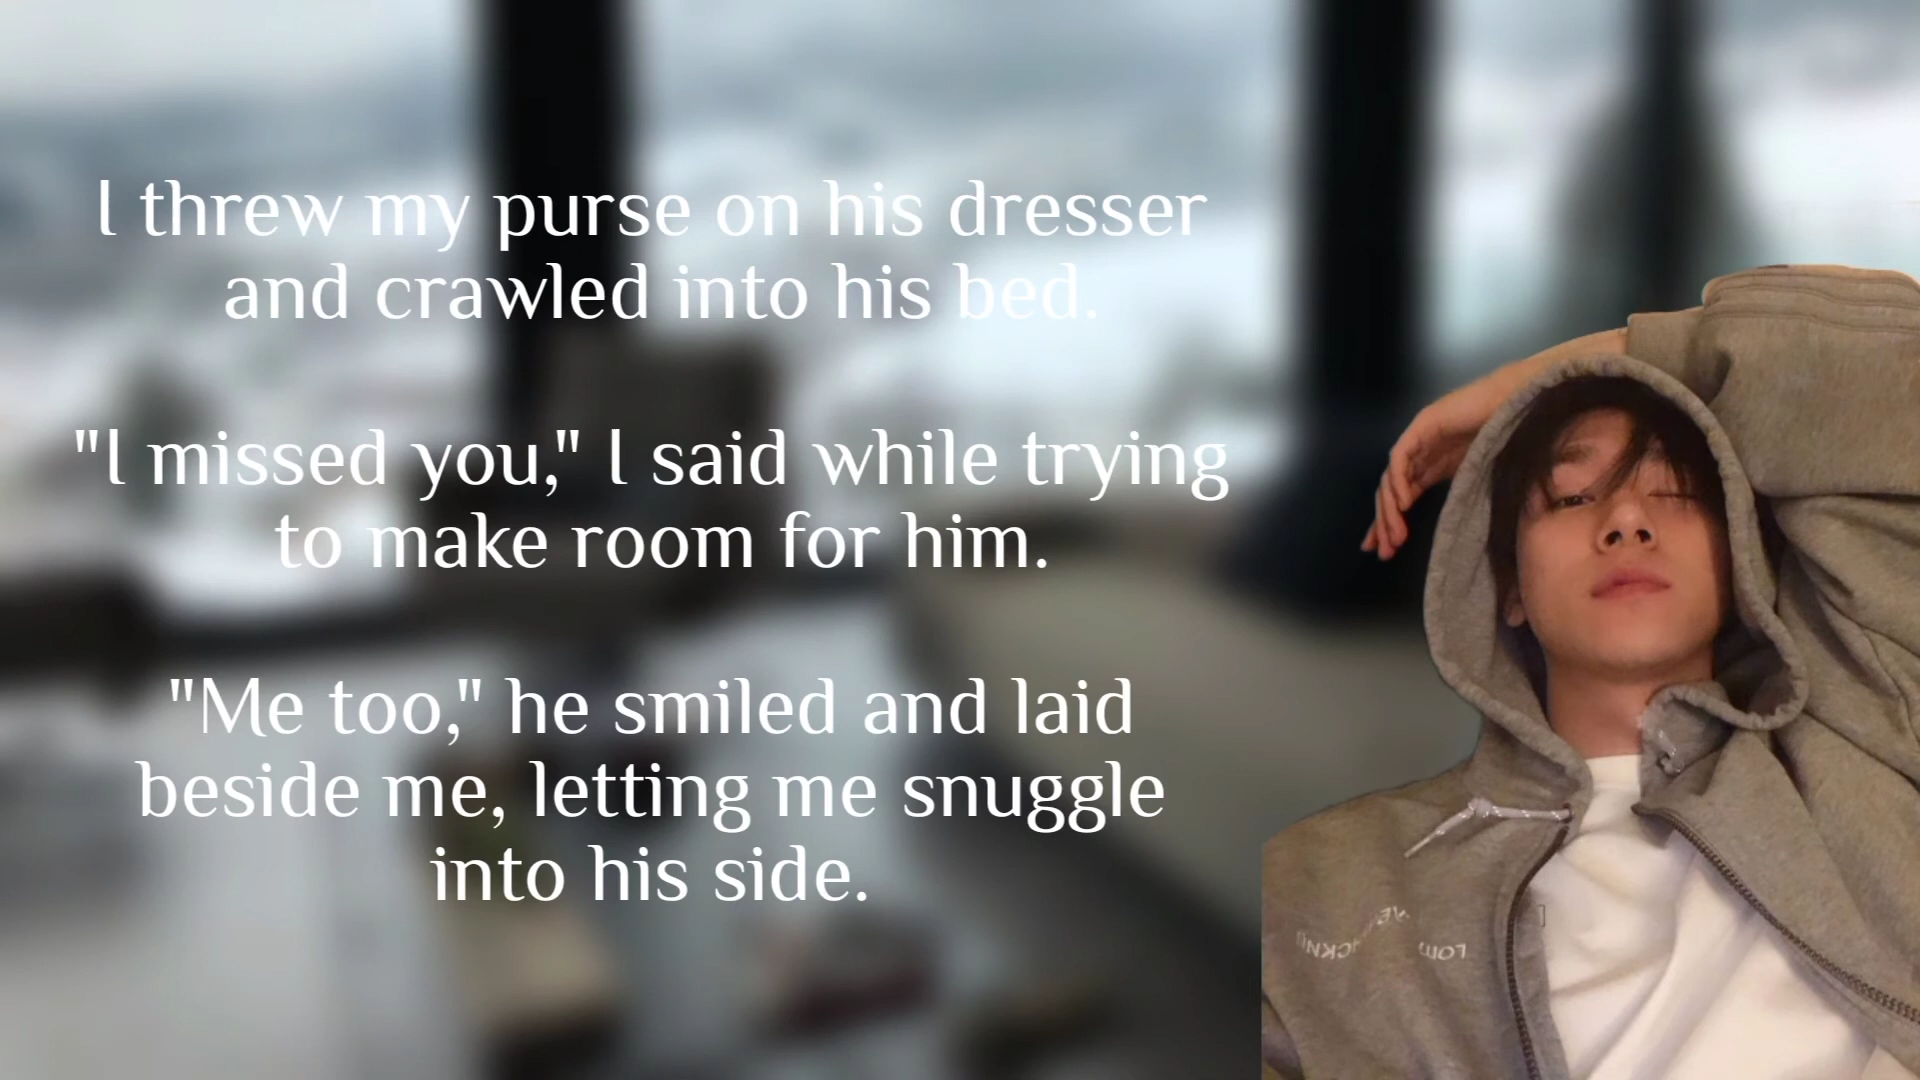 I threw my purse on his dresser
and crawled into his bed.
"I missed you," I said while trying
to make room for him.
"Me too," he smiled and laid
beside me, letting me snuggle
into his side.